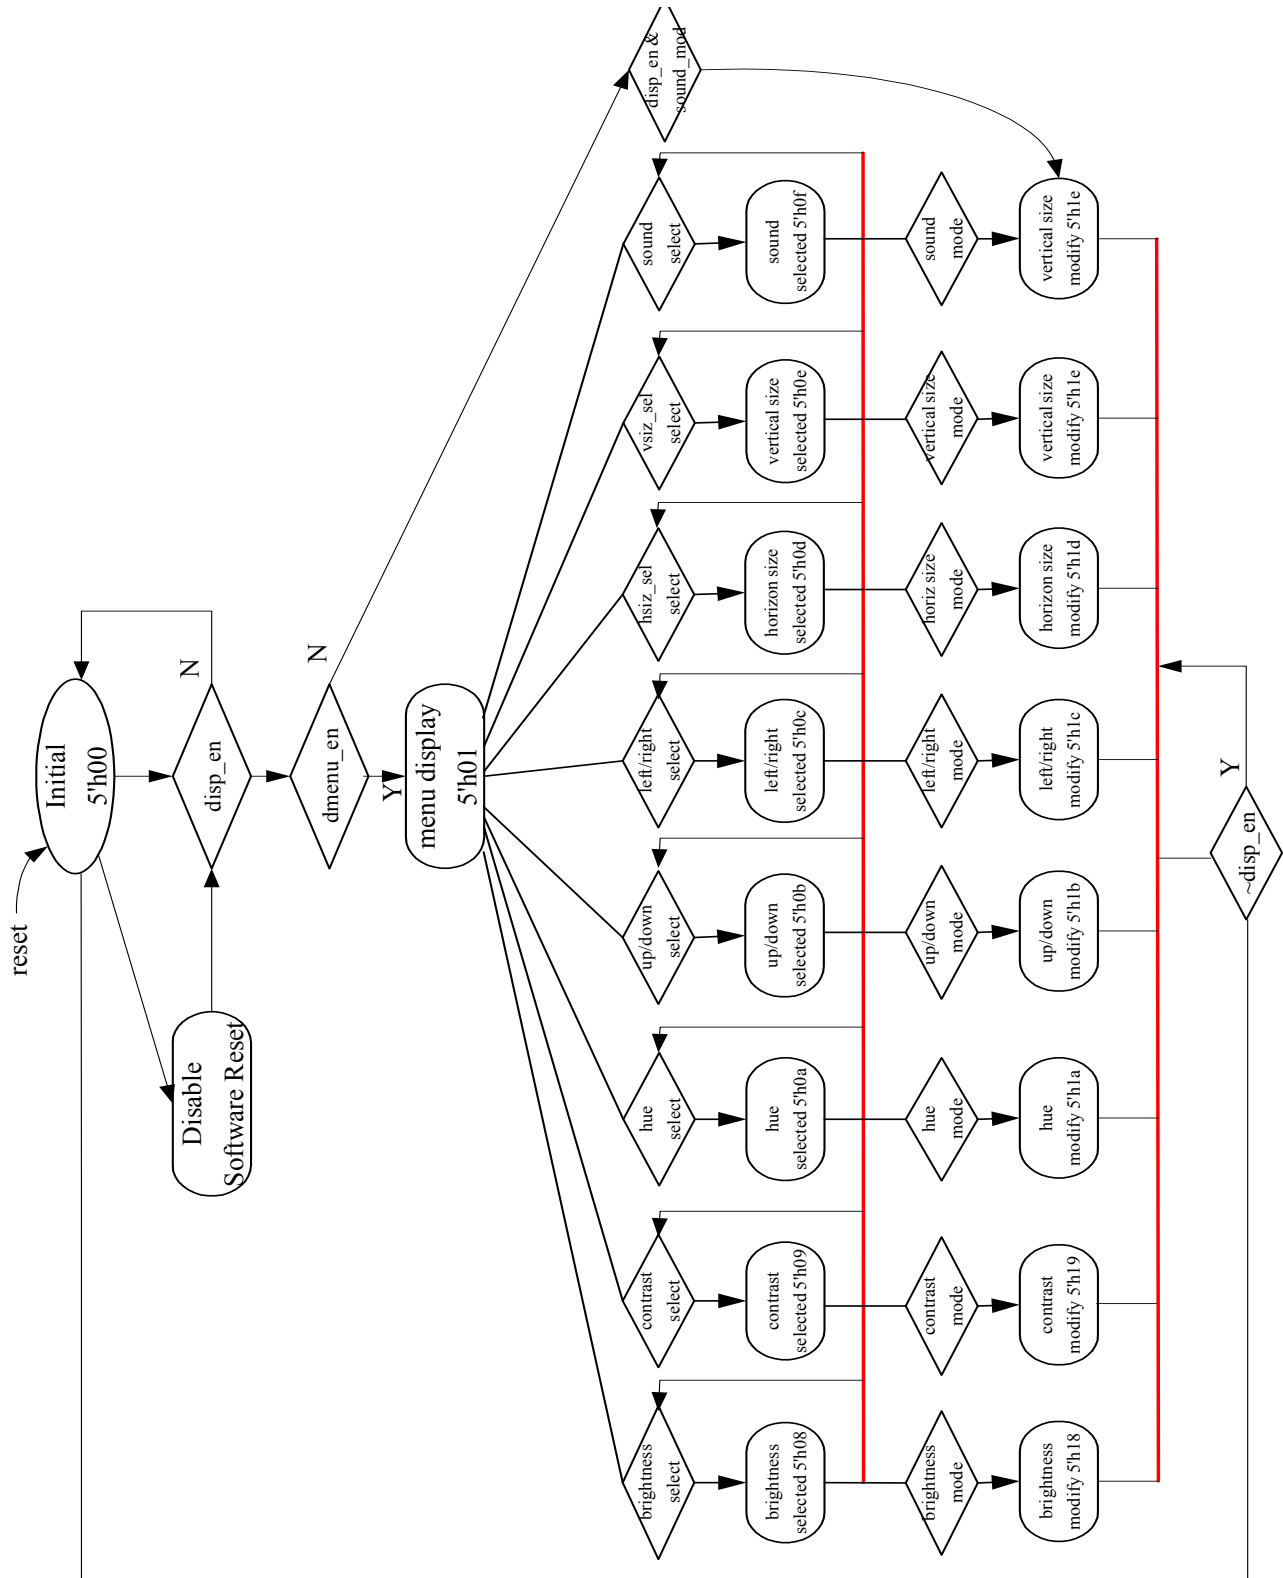 reset
Initial
5'h00
Disable
Software Reset
disp_en
N
dmenu_en
N
Y
menu display
5'h01
disp_en &
sound_mod
brightness
select
contrast
select
hue
select
up/down
select
left/right
select
hsiz_sel
select
vsiz_sel
select
sound
select
brightness
selected 5'h08
contrast
selected 5'h09
hue
selected 5'h0a
up/down
selected 5'h0b
left/right
selected 5'h0c
horizon size
selected 5'h0d
vertical size
selected 5'h0e
sound
selected 5'h0f
brightness
mode
contrast
mode
hue
mode
up/down
mode
left/right
mode
horiz size
mode
vertical size
mode
sound
mode
brightness
modify 5'h18
contrast
modify 5'h19
hue
modify 5'h1a
up/down
modify 5'h1b
left/right
modify 5'h1c
horizon size
modify 5'h1d
vertical size
modify 5'h1e
vertical size
modify 5'h1e
~disp_en
Y